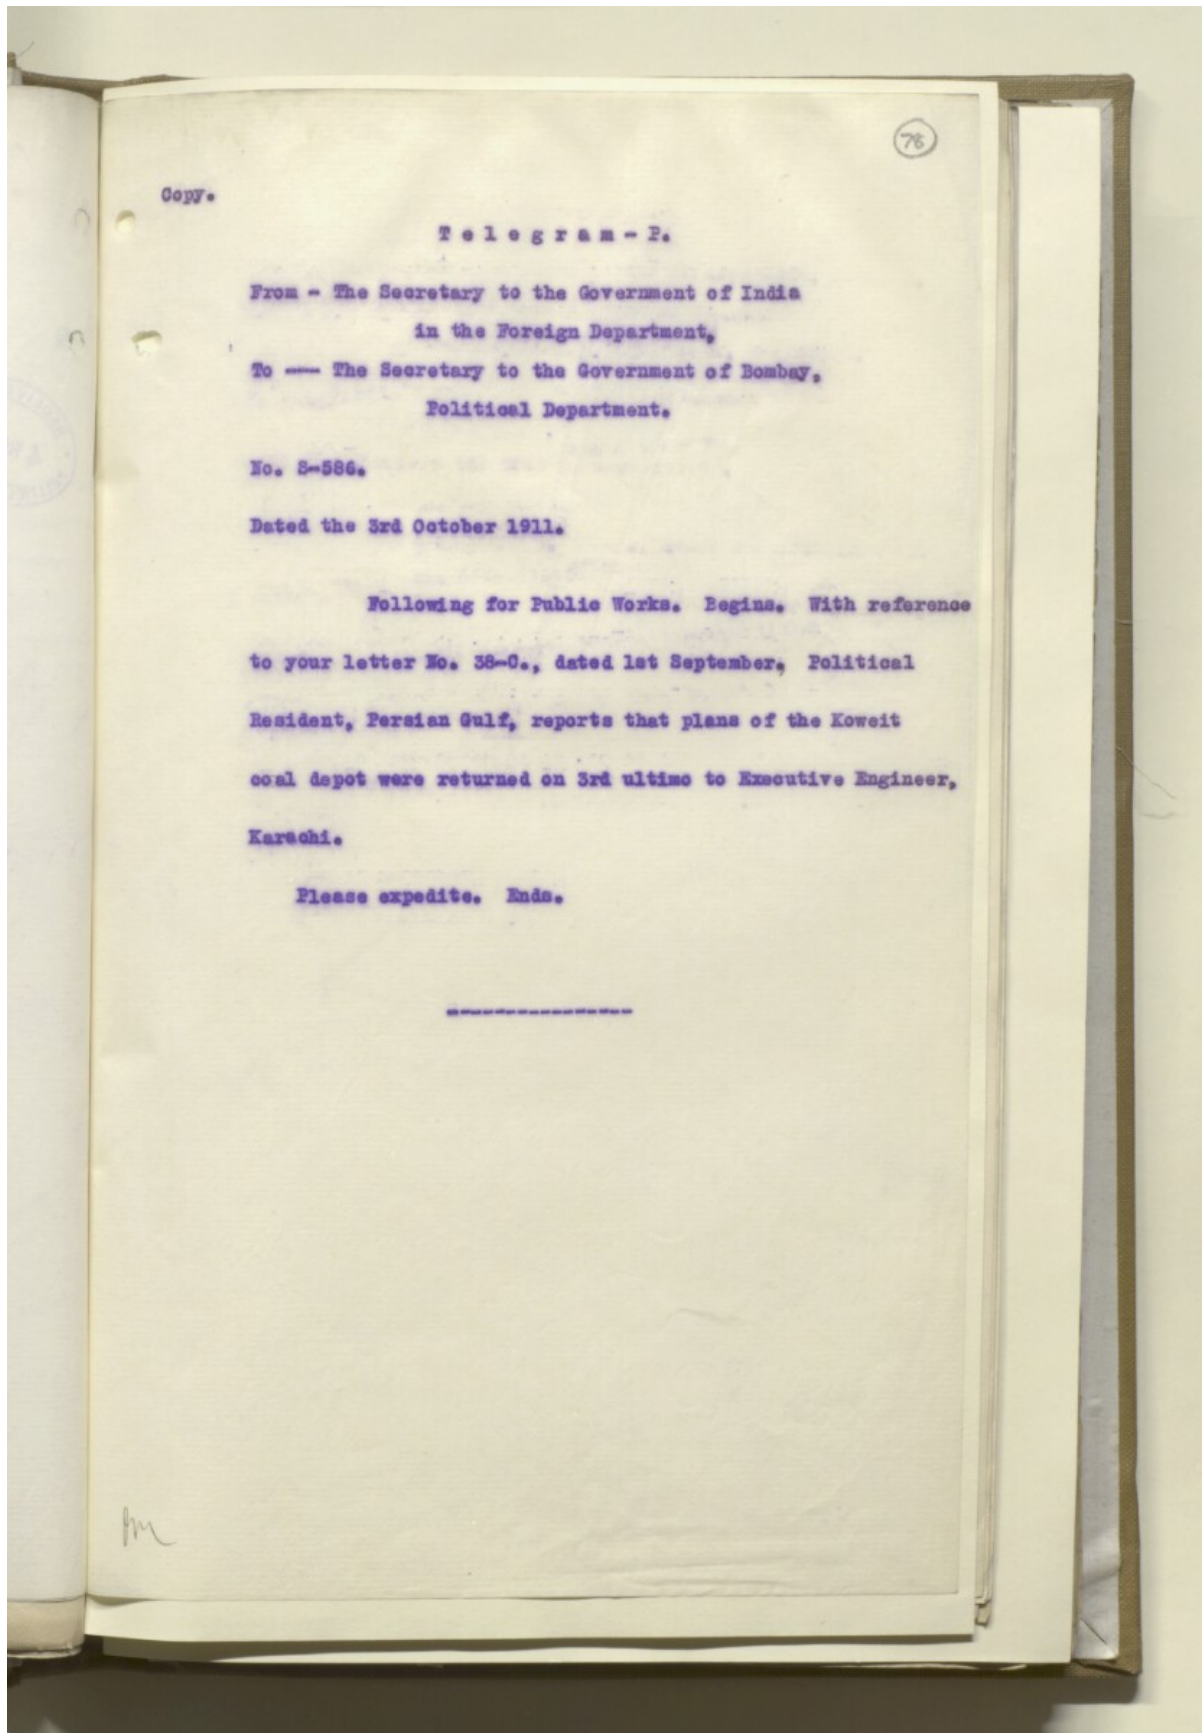 78
Copy.
Telegram - P.
From - The Secretary to the Government of India
in the Foreign Department,
To --- The Secretary to the Government of Bombay,
Political Department.
No. S-586.
Dated the 3rd October 1911.
Following for Public Works. Begins. With reference
to your letter No. 38-C., dated 1st September, Political
Resident, Persian Gulf, reports that plans of the Koweit
coal depot were returned on 3rd ultimo to Executive Engineer,
Karachi.
Please expedite. Ends.
----------------